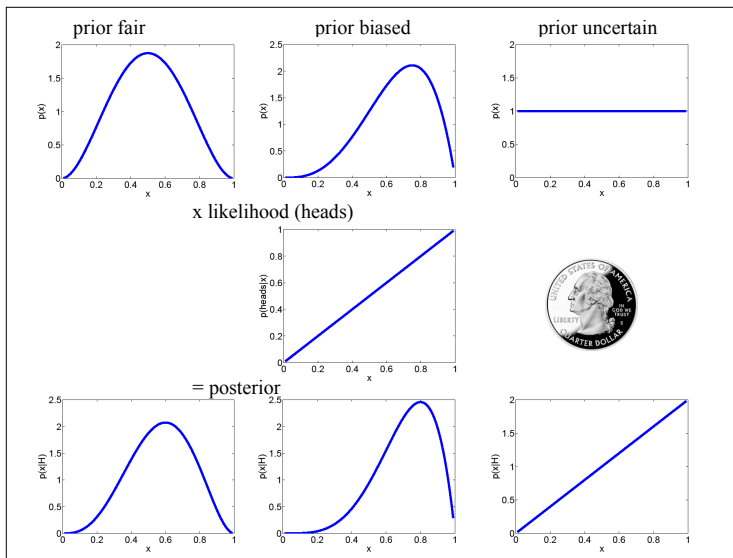 prior fair
prior biased
prior uncertain
2
1.5
1
0.5
0
p(x)
0 0.2 0.4 0.6 0.8 1
x
2.5
2
1.5
1
0.5
0
p(x)
0 0.2 0.4 0.6 0.8 1
x
2
1.5
1
0.5
0
p(x)
0 0.2 0.4 0.6 0.8 1
x
x likelihood (heads)
1
0.8
0.6
0.4
0.2
0
p(heads|x)
0 0.2 0.4 0.6 0.8 1
x
UNITED STATES OF AMERICA
LIBERTY
IN
GOD WE
TRUST
S
QUARTER DOLLAR
= posterior
2.5
2
1.5
1
0.5
0
p(x|H)
0 0.2 0.4 0.6 0.8 1
x
2.5
2
1.5
1
0.5
0
p(x|H)
0 0.2 0.4 0.6 0.8 1
x
2
1.5
1
0.5
0
p(x|H)
0 0.2 0.4 0.6 0.8 1
x